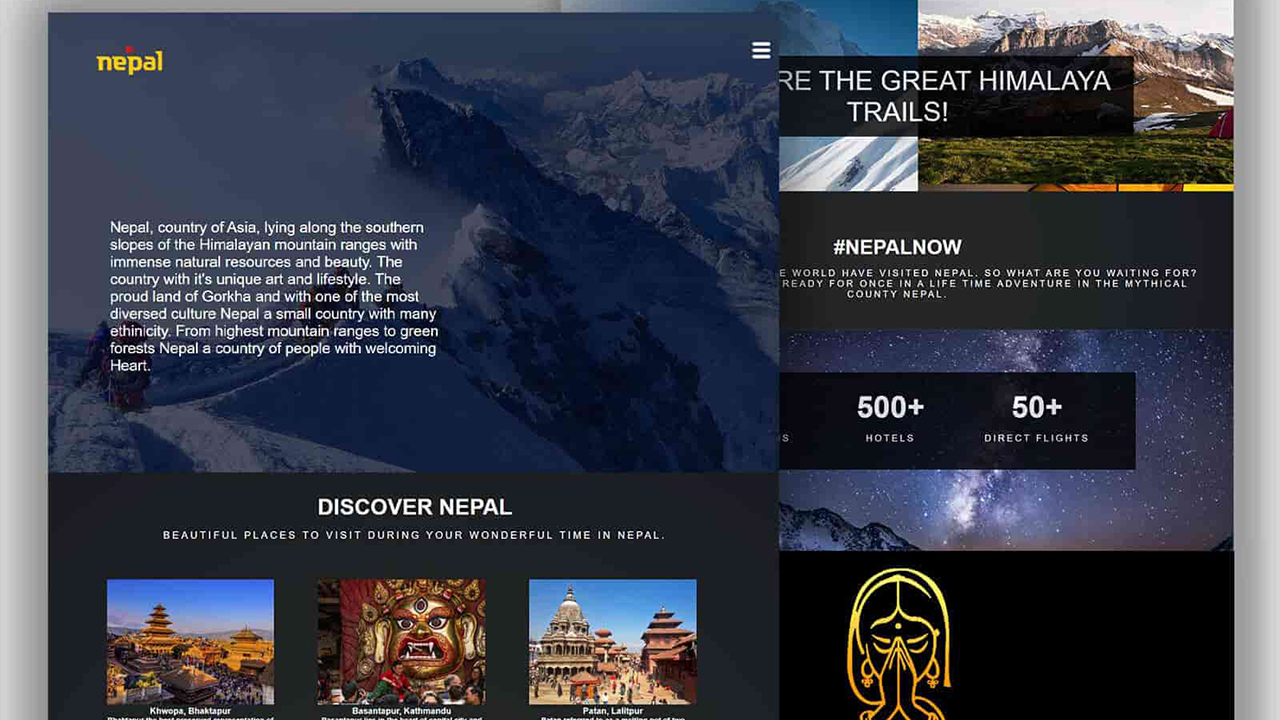 nepal
Nepal, country of Asia, lying along the southern
slopes of the Himalayan mountain ranges with
immense natural resources and beauty. The
country with it's unique art and lifestyle. The
proud land of Gorkha and with one of the most
diversed culture Nepal a small country with many
ethinicity. From highest mountain ranges to green
forests Nepal a country of people with welcoming
Heart.
DISCOVER NEPAL
BEAUTIFUL PLACES TO VISIT DURING YOUR WONDERFUL TIME IN NEPAL.
Khwopa, Bhaktapur
Basantapur, Kathmandu
Patan, Lalitpur
RE THE GREAT HIMALAYA
TRAILS!
#NEPALNOW
E WORLD HAVE VISITED NEPAL. SO WHAT ARE YOU WAITING FOR?
READY FOR ONCE IN A LIFE TIME ADVENTURE IN THE MYTHICAL
COUNTY NEPAL.
S
500+
HOTELS
50+
DIRECT FLIGHTS